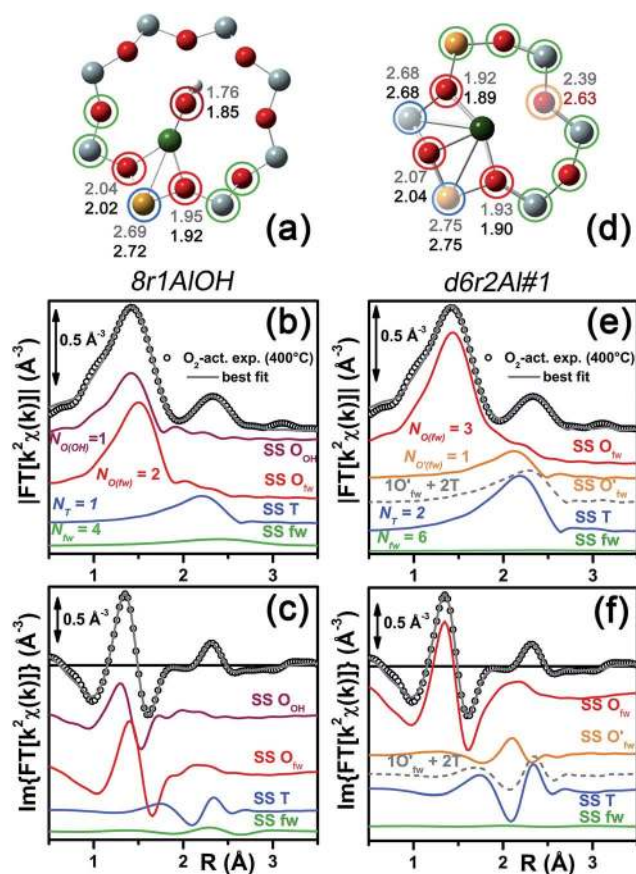 1.76
1.85
2.04
2.02
2.69
2.72
1.95
1.92
(a)
2.68
2.68
1.92
1.89
2.39
2.63
2.07
2.04
2.75
2.75
1.93
1.90
(d)
8r1AlOH
d6r2Al#1
(b)
0.5 Å⁻³
O₂-act. exp. (400°C)
best fit
N_O(OH)=1
SS O_OH
N_O(fw) = 2
SS O_fw
N_T = 1
SS T
N_fw = 4
SS fw
|FT[k²χ(k)]| (Å⁻³)
1
2
3
(e)
0.5 Å⁻³
O₂-act. exp. (400°C)
best fit
N_O(fw) = 3
SS O_fw
N_O'(fw) = 1
SS O'_fw
1O'_fw + 2T
N_T = 2
SS T
N_fw = 6
SS fw
|FT[k²χ(k)]| (Å⁻³)
1
2
3
(c)
0.5 Å⁻³
SS O_OH
SS O_fw
SS T
SS fw
Im{FT[k²χ(k)]} (Å⁻³)
1
2
3
R (Å)
(f)
0.5 Å⁻³
SS O_fw
SS O'_fw
1O'_fw + 2T
SS T
SS fw
Im{FT[k²χ(k)]} (Å⁻³)
1
2
3
R (Å)